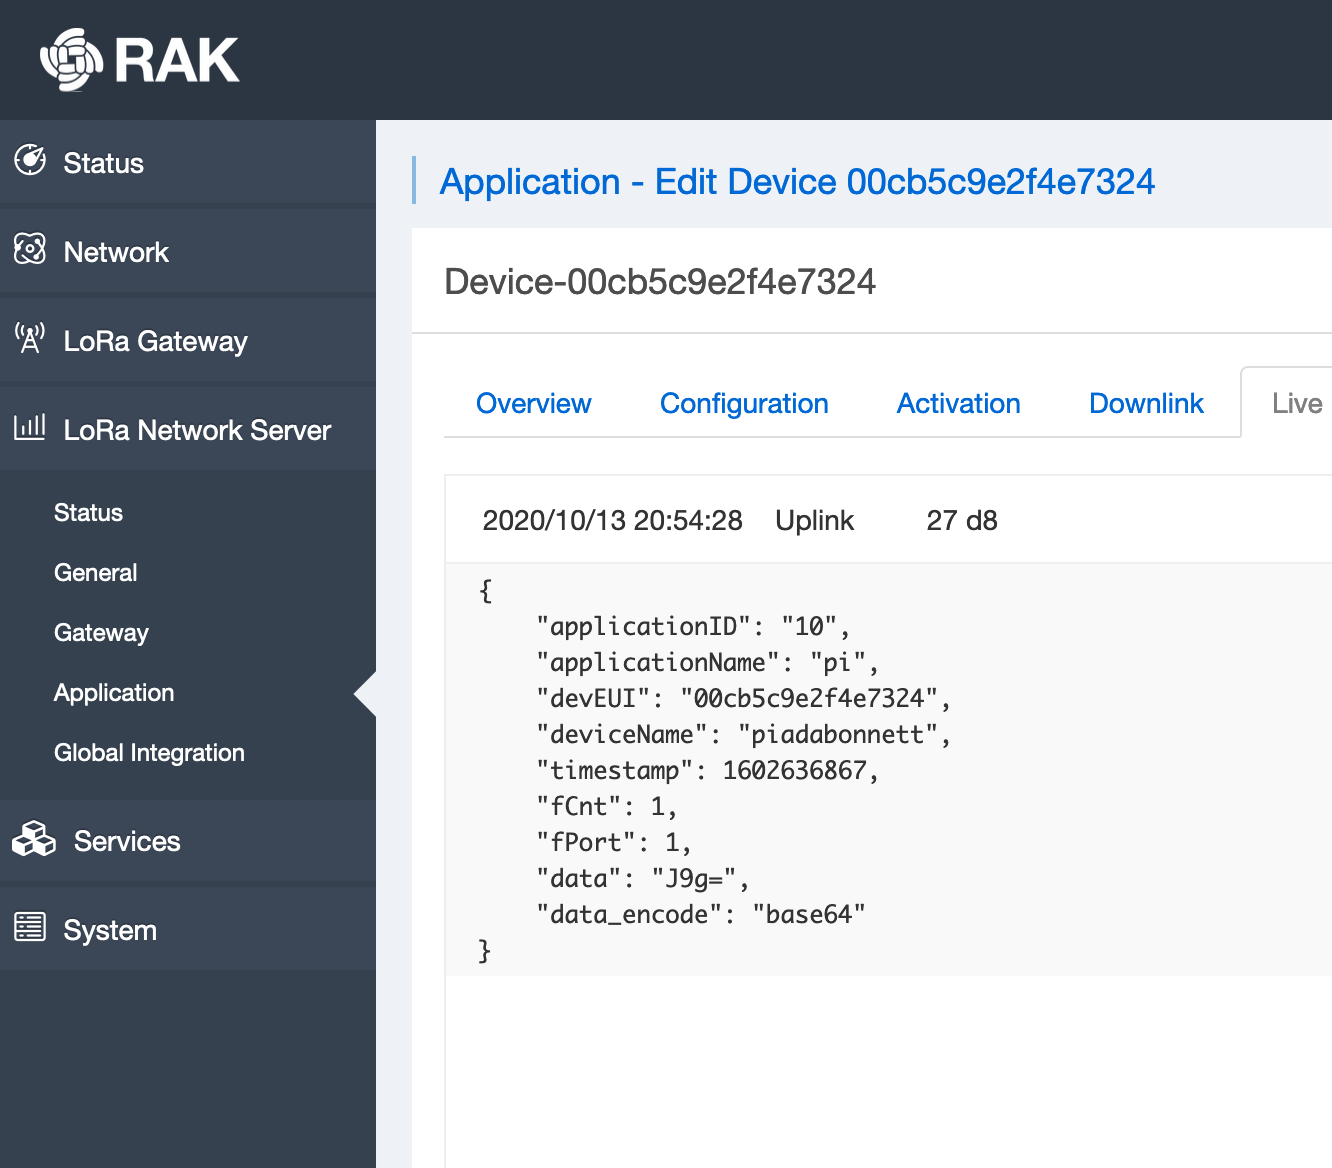 RAK
Status
Network
LoRa Gateway
LoRa Network Server
Status
General
Gateway
Application
Global Integration
Services
System
Application - Edit Device 00cb5c9e2f4e7324
Device-00cb5c9e2f4e7324
Overview Configuration Activation Downlink Live
2020/10/13 20:54:28 Uplink 27 d8
{
"applicationID": "10",
"applicationName": "pi",
"devEUI": "00cb5c9e2f4e7324",
"deviceName": "piadabonnett",
"timestamp": 1602636867,
"fCnt": 1,
"fPort": 1,
"data": "J9g=",
"data_encode": "base64"
}